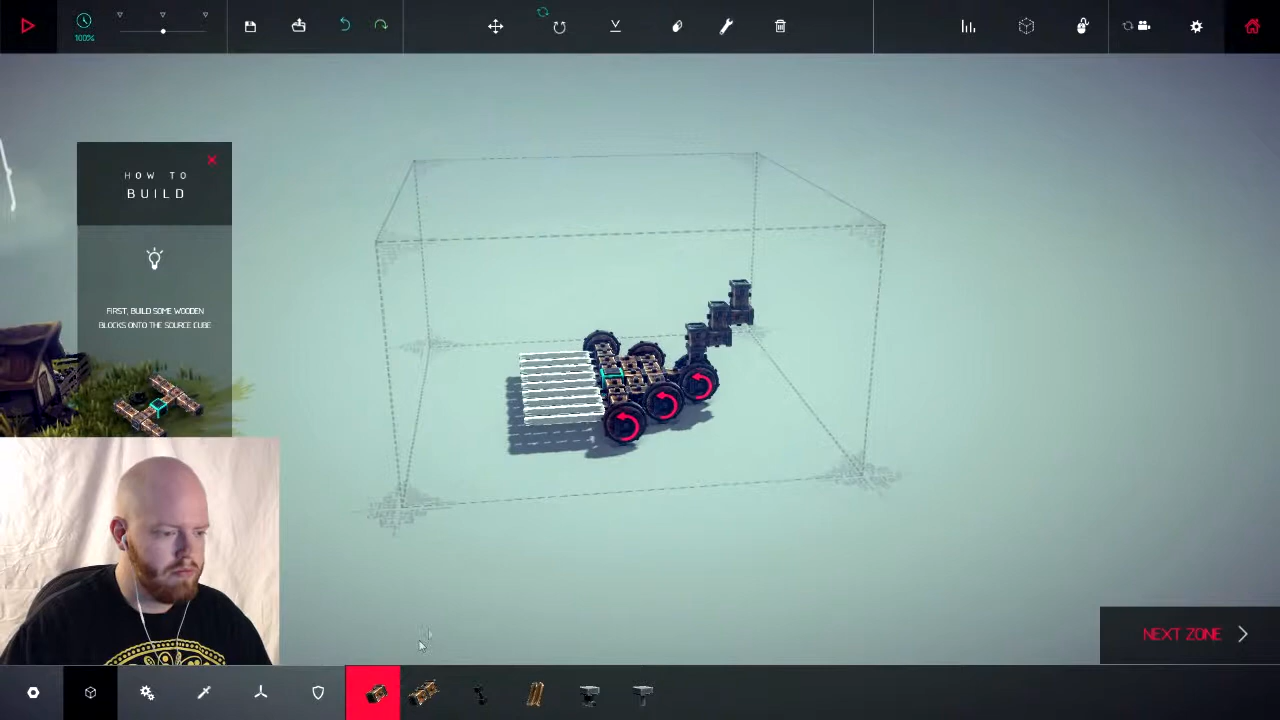 100%
HOW TO
BUILD
FIRST, BUILD SOME WOODEN
BLOCKS ONTO THE SOURCE CUBE
NEXT ZONE